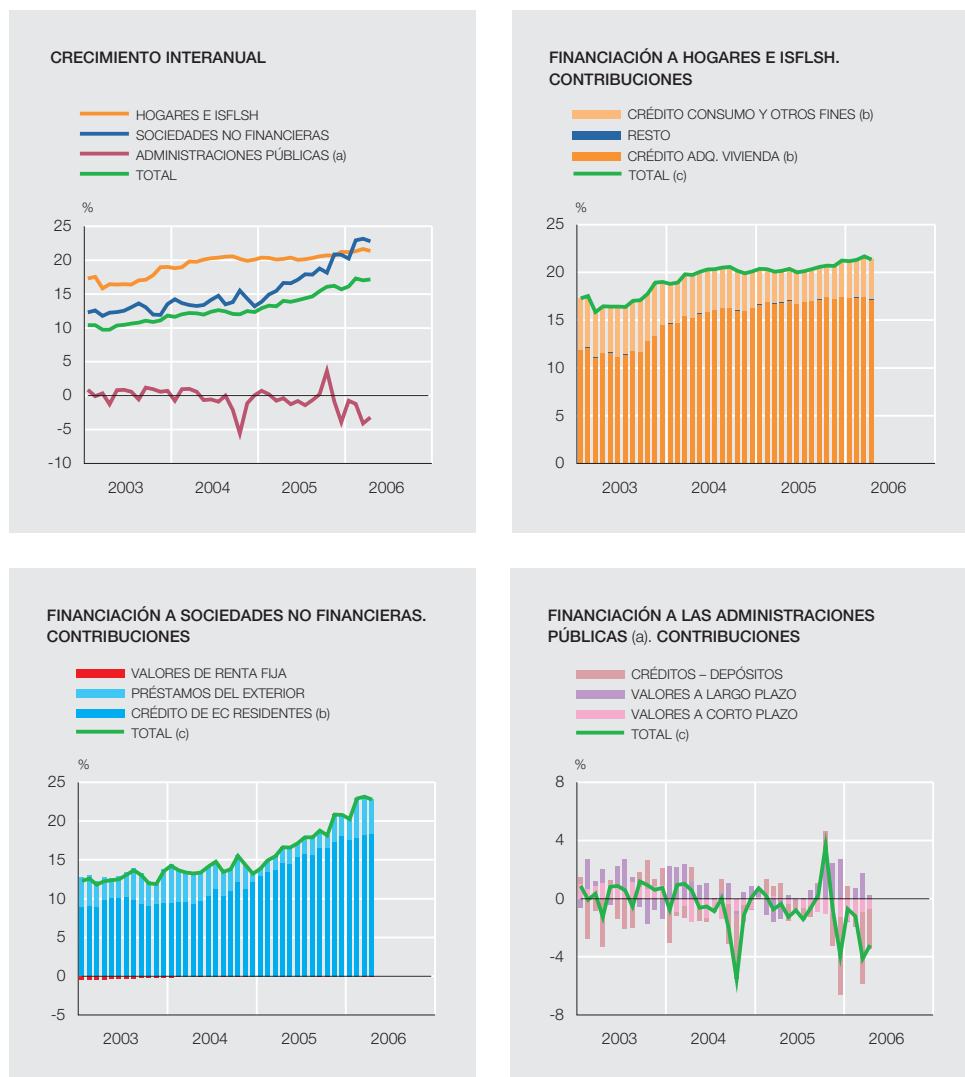 CRECIMIENTO INTERANUAL
HOGARES E ISFLSH
SOCIEDADES NO FINANCIERAS
ADMINISTRACIONES PÚBLICAS (a)
TOTAL
%
25
20
15
10
5
0
-5
-10
2003 2004 2005 2006
FINANCIACIÓN A HOGARES E ISFLSH.
CONTRIBUCIONES
CRÉDITO CONSUMO Y OTROS FINES (b)
RESTO
CRÉDITO ADQ. VIVIENDA (b)
TOTAL (c)
%
25
20
15
10
5
0
2003 2004 2005 2006
FINANCIACIÓN A SOCIEDADES NO FINANCIERAS.
CONTRIBUCIONES
VALORES DE RENTA FIJA
PRÉSTAMOS DEL EXTERIOR
CRÉDITO DE EC RESIDENTES (b)
TOTAL (c)
%
25
20
15
10
5
0
-5
2003 2004 2005 2006
FINANCIACIÓN A LAS ADMINISTRACIONES
PÚBLICAS (a). CONTRIBUCIONES
CRÉDITOS – DEPÓSITOS
VALORES A LARGO PLAZO
VALORES A CORTO PLAZO
TOTAL (c)
%
8
4
0
-4
-8
2003 2004 2005 2006